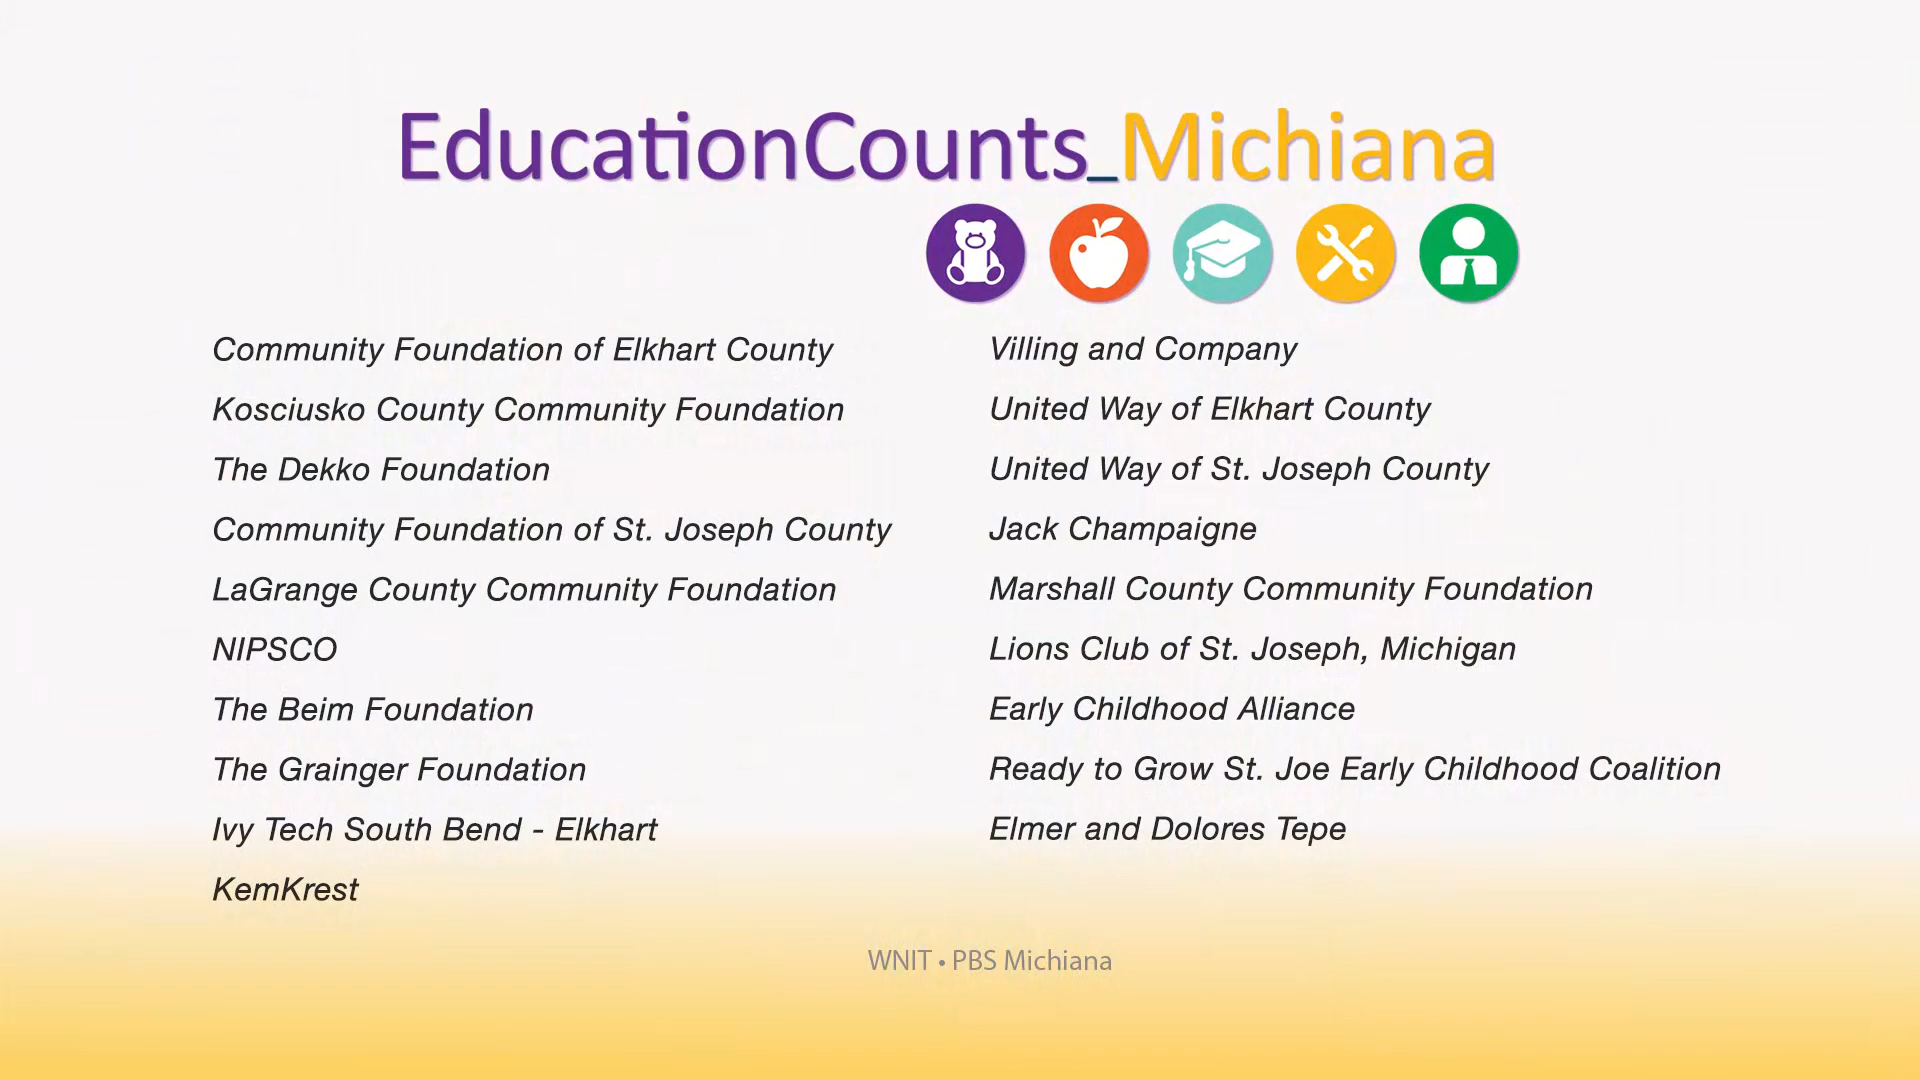 EducationCounts_Michiana
Community Foundation of Elkhart County
Kosciusko County Community Foundation
The Dekko Foundation
Community Foundation of St. Joseph County
LaGrange County Community Foundation
NIPSCO
The Beim Foundation
The Grainger Foundation
Ivy Tech South Bend - Elkhart
KemKrest
Villing and Company
United Way of Elkhart County
United Way of St. Joseph County
Jack Champaigne
Marshall County Community Foundation
Lions Club of St. Joseph, Michigan
Early Childhood Alliance
Ready to Grow St. Joe Early Childhood Coalition
Elmer and Dolores Tepe
WNIT • PBS Michiana